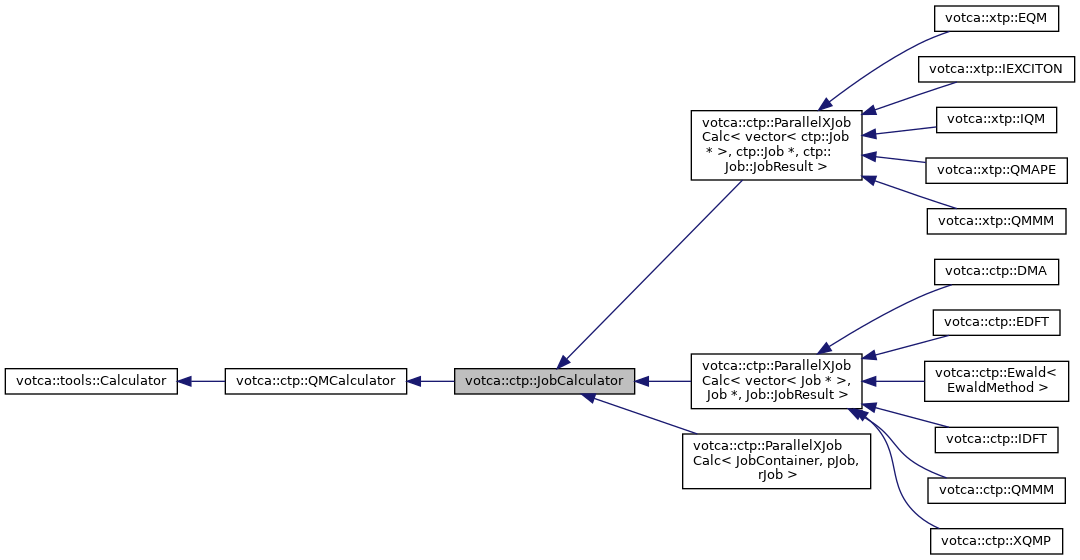 votca::tools::Calculator
votca::ctp::QMCalculator
votca::ctp::JobCalculator
votca::ctp::ParallelXJob
Calc< vector< ctp::Job
* >, ctp::Job *, ctp::
Job::JobResult >
votca::xtp::EQM
votca::xtp::IEXCITON
votca::xtp::IQM
votca::xtp::QMAPE
votca::xtp::QMMM
votca::ctp::ParallelXJob
Calc< vector< Job * >,
Job *, Job::JobResult >
votca::ctp::DMA
votca::ctp::EDFT
votca::ctp::Ewald<
EwaldMethod >
votca::ctp::IDFT
votca::ctp::QMMM
votca::ctp::XQMP
votca::ctp::ParallelXJob
Calc< JobContainer, pJob,
rJob >